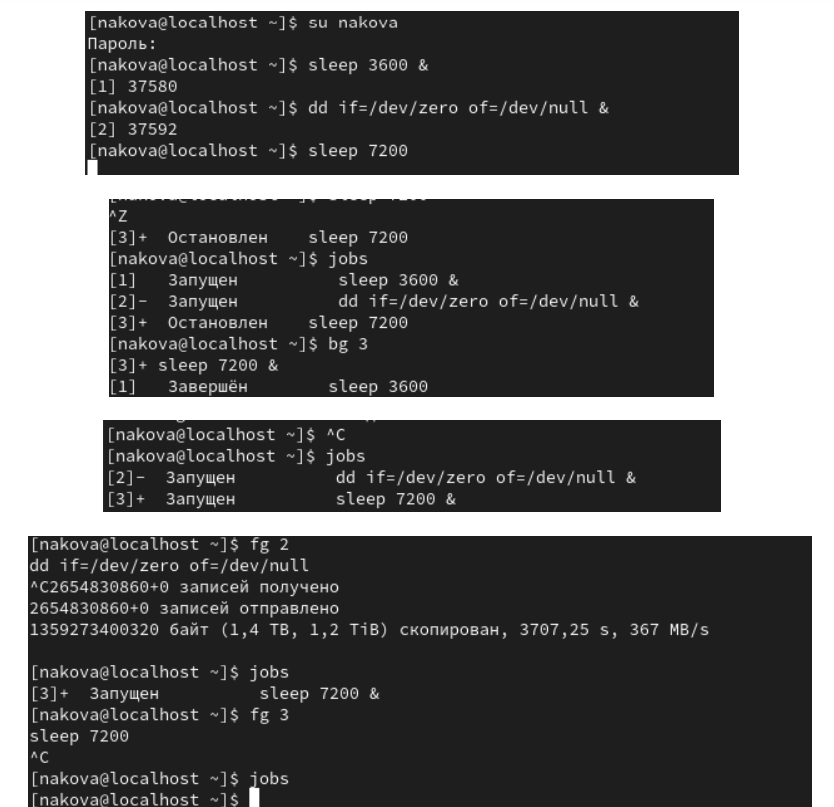 [nakova@localhost ~]$ su nakova
Пароль:
[nakova@localhost ~]$ sleep 3600 &
[1] 37580
[nakova@localhost ~]$ dd if=/dev/zero of=/dev/null &
[2] 37592
[nakova@localhost ~]$ sleep 7200
^Z
[3]+  Остановлен    sleep 7200
[nakova@localhost ~]$ jobs
[1]   Запущен          sleep 3600 &
[2]-  Запущен          dd if=/dev/zero of=/dev/null &
[3]+  Остановлен    sleep 7200
[nakova@localhost ~]$ bg 3
[3]+ sleep 7200 &
[1]   Завершён        sleep 3600
[nakova@localhost ~]$ ^C
[nakova@localhost ~]$ jobs
[2]-  Запущен          dd if=/dev/zero of=/dev/null &
[3]+  Запущен          sleep 7200 &
[nakova@localhost ~]$ fg 2
dd if=/dev/zero of=/dev/null
^C2654830860+0 записей получено
2654830860+0 записей отправлено
1359273400320 байт (1,4 TB, 1,2 TiB) скопирован, 3707,25 s, 367 MB/s
[nakova@localhost ~]$ jobs
[3]+  Запущен          sleep 7200 &
[nakova@localhost ~]$ fg 3
sleep 7200
^C
[nakova@localhost ~]$ jobs
[nakova@localhost ~]$